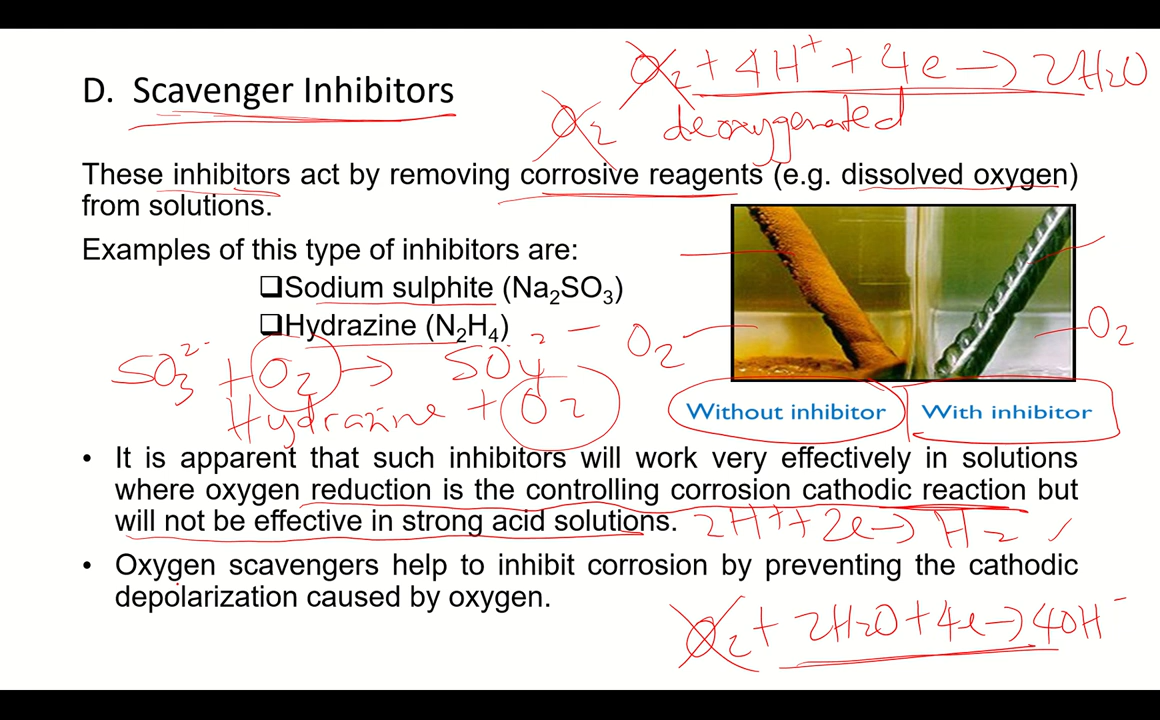 O₂ + 4H⁺ + 4e → 2H₂O
D. Scavenger Inhibitors
O₂ deoxygenated
These inhibitors act by removing corrosive reagents (e.g. dissolved oxygen)
from solutions.
Examples of this type of inhibitors are:
❑Sodium sulphite (Na₂SO₃)
❑Hydrazine (N₂H₄)
O₂
O₂
SO₃²⁻ + O₂ → SO₄²⁻
Hydrazine + O₂
Without inhibitor
With inhibitor
• It is apparent that such inhibitors will work very effectively in solutions
where oxygen reduction is the controlling corrosion cathodic reaction but
will not be effective in strong acid solutions.
2H⁺ + 2e → H₂ ✓
• Oxygen scavengers help to inhibit corrosion by preventing the cathodic
depolarization caused by oxygen.
O₂ + 2H₂O + 4e → 4OH⁻